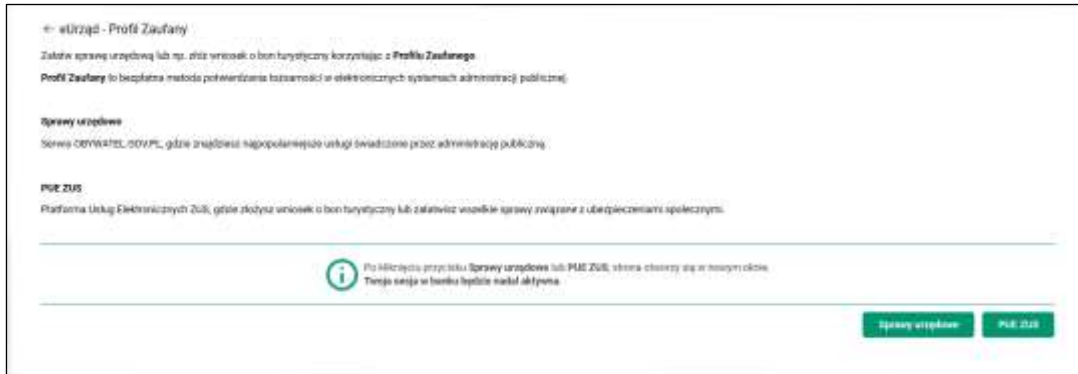 ← eUrząd - Profil Zaufany
Załatw sprawę urzędową lub np. złóż wniosek o bon turystyczny korzystając z Profilu Zaufanego.
Profil Zaufany to bezpłatna metoda potwierdzania tożsamości w elektronicznych systemach administracji publicznej.
Sprawy urzędowe
Serwis OBYWATEL.GOV.PL, gdzie znajdziesz najpopularniejsze usługi świadczone przez administrację publiczną.
PUE ZUS
Platforma Usług Elektronicznych ZUS, gdzie złożysz wniosek o bon turystyczny lub załatwisz wszelkie sprawy związane z ubezpieczeniami społecznymi.
Po kliknięciu przycisku Sprawy urzędowe lub PUE ZUS, strona otworzy się w nowym oknie.
Twoja sesja w banku będzie nadal aktywna.
Sprawy urzędowe PUE ZUS